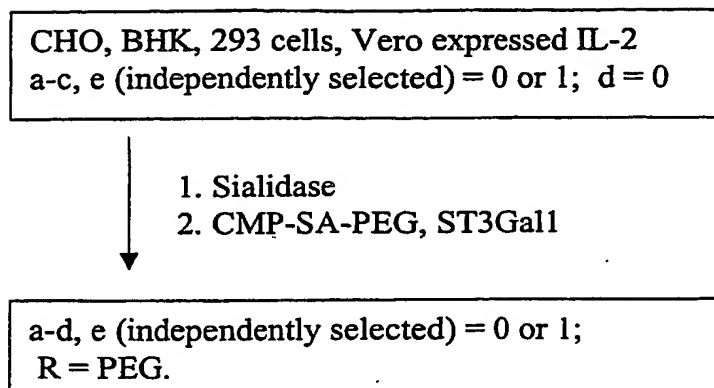 CHO, BHK, 293 cells, Vero expressed IL-2
a-c, e (independently selected) = 0 or 1; d = 0
1. Sialidase
2. CMP-SA-PEG, ST3Gal1
a-d, e (independently selected) = 0 or 1;
R = PEG.